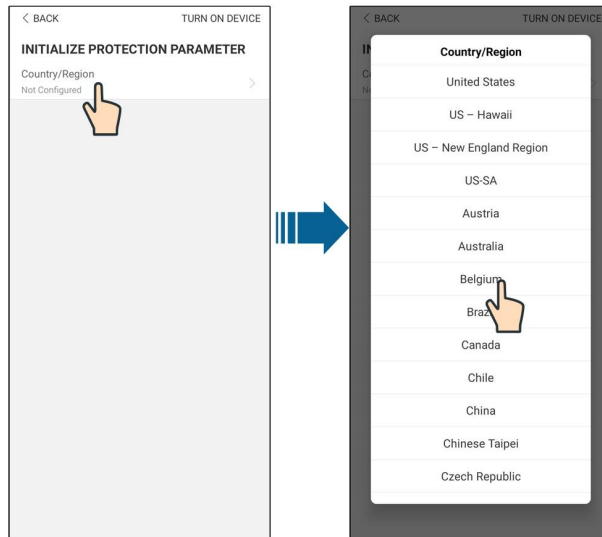 < BACK TURN ON DEVICE
INITIALIZE PROTECTION PARAMETER
Country/Region
Not Configured
< BACK TURN ON DEVICE
Country/Region
United States
US – Hawaii
US – New England Region
US-SA
Austria
Australia
Belgium
Canada
Chile
China
Chinese Taipei
Czech Republic